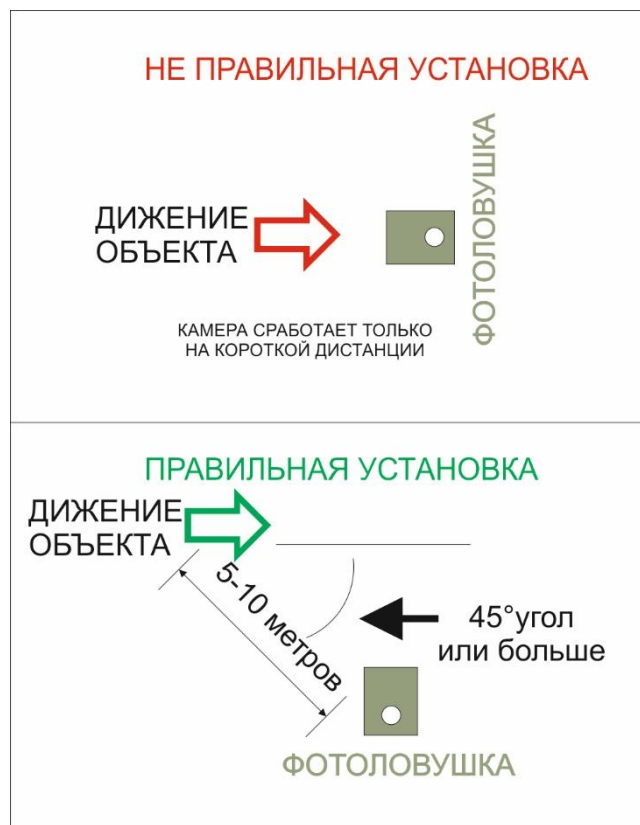 НЕ ПРАВИЛЬНАЯ УСТАНОВКА
ФОТОЛОВУШКА
ДИЖЕНИЕ
ОБЪЕКТА
КАМЕРА СРАБОТАЕТ ТОЛЬКО
НА КОРОТКОЙ ДИСТАНЦИИ
ПРАВИЛЬНАЯ УСТАНОВКА
ДИЖЕНИЕ
ОБЪЕКТА
5-10 метров
45°угол
или больше
ФОТОЛОВУШКА